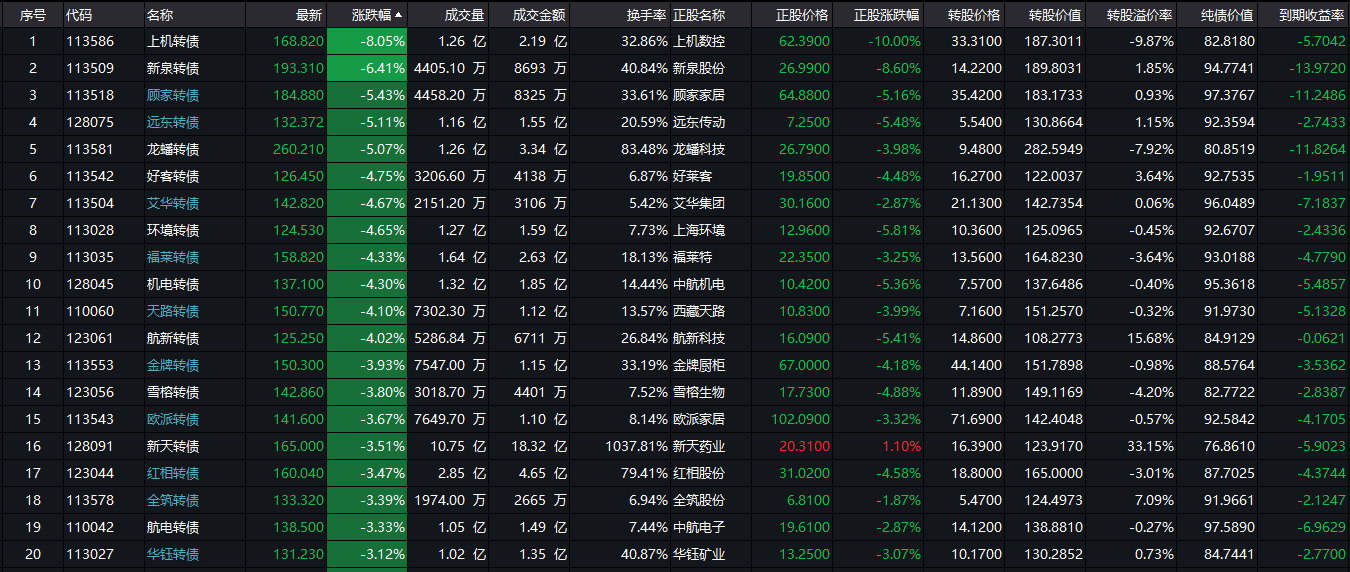 序号 代码 名称 最新 涨跌幅 成交量 成交金额 换手率 正股名称 正股价格 正股涨跌幅 转股价格 转股价值 转股溢价率 纯债价值 到期收益率
1 113586 上机转债 168.820 -8.05% 1.26 亿 2.19 亿 32.86% 上机数控 62.3900 -10.00% 33.3100 187.3011 -9.87% 82.8180 -5.7042
2 113509 新泉转债 193.310 -6.41% 4405.10 万 8693 万 40.84% 新泉股份 26.9900 -8.60% 14.2200 189.8031 1.85% 94.7741 -13.9720
3 113518 顾家转债 184.880 -5.43% 4458.20 万 8325 万 33.61% 顾家家居 64.8800 -5.16% 35.4200 183.1733 0.93% 97.3767 -11.2486
4 128075 远东转债 132.372 -5.11% 1.16 亿 1.55 亿 20.59% 远东传动 7.2500 -5.48% 5.5400 130.8664 1.15% 92.3594 -2.7433
5 113581 龙蟠转债 260.210 -5.07% 1.26 亿 3.34 亿 83.48% 龙蟠科技 26.7900 -3.98% 9.4800 282.5949 -7.92% 80.8519 -11.8264
6 113542 好客转债 126.450 -4.75% 3206.60 万 4138 万 6.87% 好莱客 19.8500 -4.48% 16.2700 122.0037 3.64% 92.7535 -1.9511
7 113504 艾华转债 142.820 -4.67% 2151.20 万 3106 万 5.42% 艾华集团 30.1600 -2.87% 21.1300 142.7354 0.06% 96.0489 -7.1837
8 113028 环境转债 124.530 -4.65% 1.27 亿 1.59 亿 7.73% 上海环境 12.9600 -5.81% 10.3600 125.0965 -0.45% 92.6707 -2.4336
9 113035 福莱转债 158.820 -4.33% 1.64 亿 2.63 亿 18.13% 福莱特 22.3500 -3.25% 13.5600 164.8230 -3.64% 93.0188 -4.7790
10 128045 机电转债 137.100 -4.30% 1.32 亿 1.85 亿 14.44% 中航机电 10.4200 -5.36% 7.5700 137.6486 -0.40% 95.3618 -5.4857
11 110060 天路转债 150.770 -4.10% 7302.30 万 1.12 亿 13.57% 西藏天路 10.8300 -3.99% 7.1600 151.2570 -0.32% 91.9730 -5.1328
12 123061 航新转债 125.250 -4.02% 5286.84 万 6711 万 26.84% 航新科技 16.0900 -5.41% 14.8600 108.2773 15.68% 84.9129 -0.0621
13 113553 金牌转债 150.300 -3.93% 7547.00 万 1.15 亿 33.19% 金牌厨柜 67.0000 -4.18% 44.1400 151.7898 -0.98% 88.5764 -3.5362
14 123056 雪榕转债 142.860 -3.80% 3018.70 万 4401 万 7.52% 雪榕生物 17.7300 -4.88% 11.8900 149.1169 -4.20% 82.7722 -2.8387
15 113543 欧派转债 141.600 -3.67% 7649.70 万 1.10 亿 8.14% 欧派家居 102.0900 -3.32% 71.6900 142.4048 -0.57% 92.5842 -4.1705
16 128091 新天转债 165.000 -3.51% 10.75 亿 18.32 亿 1037.81% 新天药业 20.3100 1.10% 16.3900 123.9170 33.15% 76.8610 -5.9023
17 123044 红相转债 160.040 -3.47% 2.85 亿 4.65 亿 79.41% 红相股份 31.0200 -4.58% 18.8000 165.0000 -3.01% 87.7025 -4.3744
18 113578 全筑转债 133.320 -3.39% 1974.00 万 2665 万 6.94% 全筑股份 6.8100 -1.87% 5.4700 124.4973 7.09% 91.9661 -2.1247
19 110042 航电转债 138.500 -3.33% 1.05 亿 1.49 亿 7.44% 中航电子 19.6100 -2.87% 14.1200 138.8810 -0.27% 97.5890 -6.9629
20 113027 华钰转债 131.230 -3.12% 1.02 亿 1.35 亿 40.87% 华钰矿业 13.2500 -3.07% 10.1700 130.2852 0.73% 84.7441 -2.7700